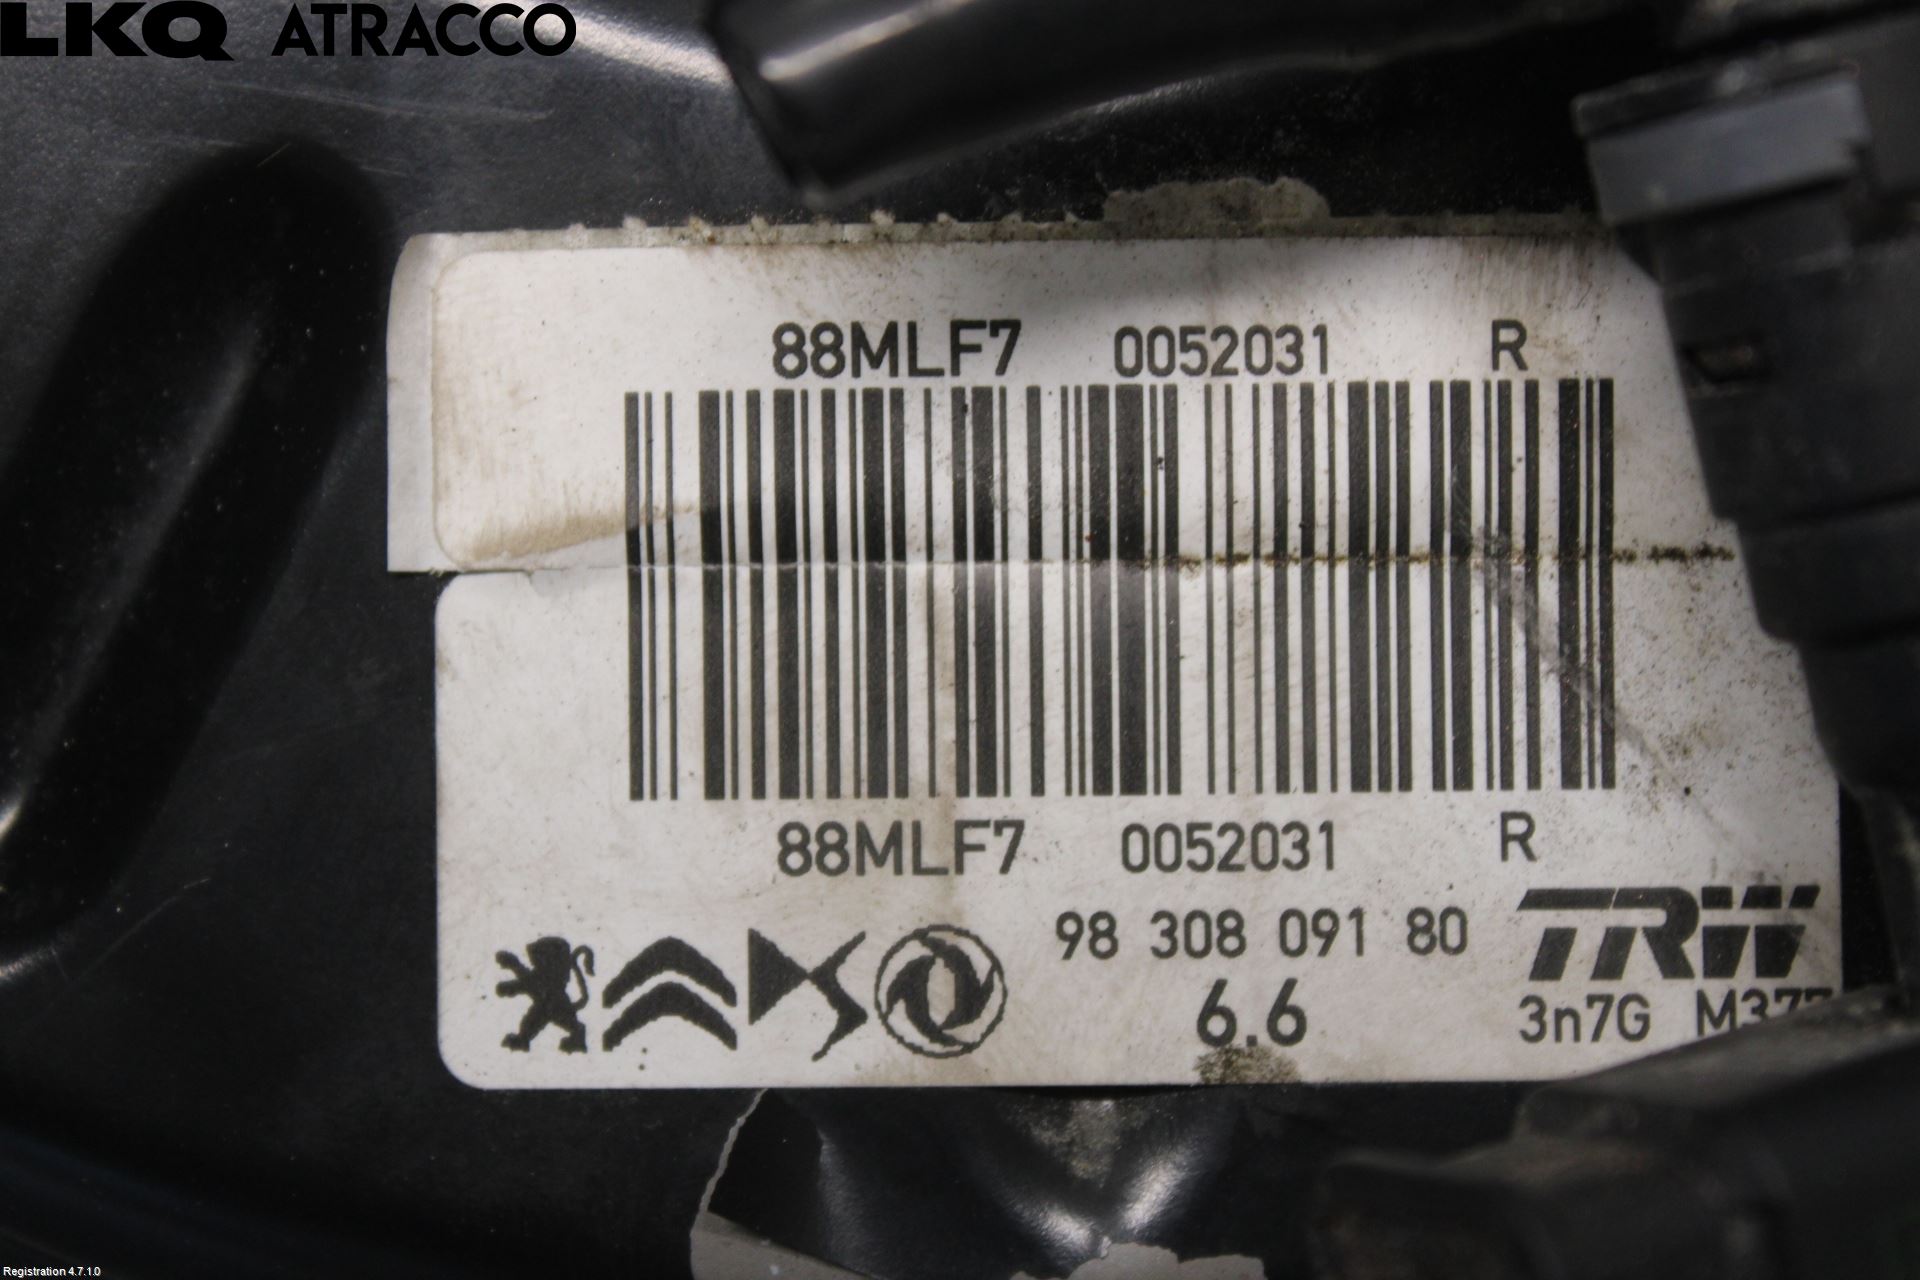 LKQ ATRACCO
88MLF7 0052031 R
88MLF7 0052031 R
98 308 091 80
TRW
6.6
3n7G
DS
Registration 4.7.1.0